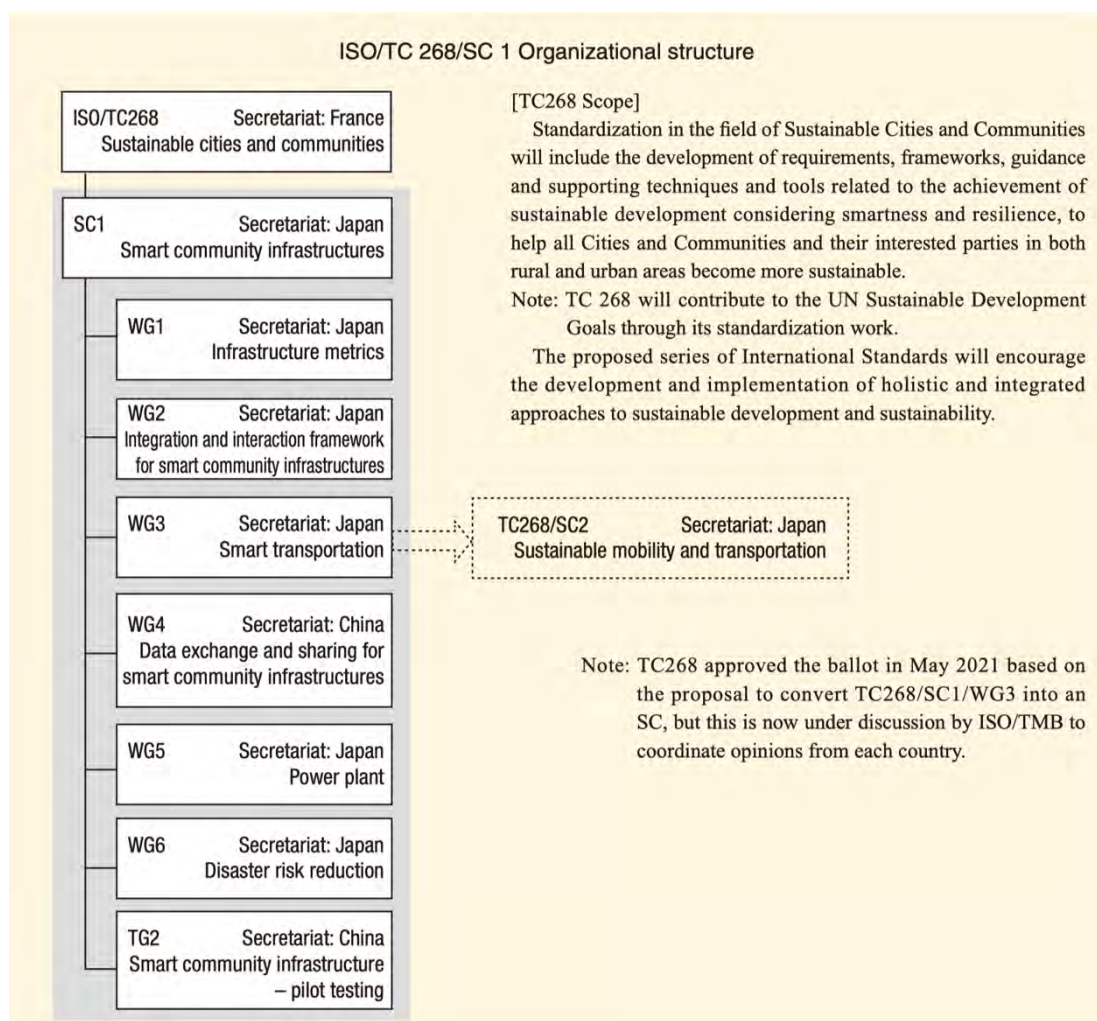 ISO/TC 268/SC 1 Organizational structure
ISO/TC268 Secretariat: France
Sustainable cities and communities
SC1 Secretariat: Japan
Smart community infrastructures
WG1 Secretariat: Japan
Infrastructure metrics
WG2 Secretariat: Japan
Integration and interaction framework
for smart community infrastructures
WG3 Secretariat: Japan
Smart transportation
WG4 Secretariat: China
Data exchange and sharing for
smart community infrastructures
WG5 Secretariat: Japan
Power plant
WG6 Secretariat: Japan
Disaster risk reduction
TG2 Secretariat: China
Smart community infrastructure
– pilot testing
[TC268 Scope]
Standardization in the field of Sustainable Cities and Communities
will include the development of requirements, frameworks, guidance
and supporting techniques and tools related to the achievement of
sustainable development considering smartness and resilience, to
help all Cities and Communities and their interested parties in both
rural and urban areas become more sustainable.
Note: TC 268 will contribute to the UN Sustainable Development
Goals through its standardization work.
The proposed series of International Standards will encourage
the development and implementation of holistic and integrated
approaches to sustainable development and sustainability.
TC268/SC2 Secretariat: Japan
Sustainable mobility and transportation
Note: TC268 approved the ballot in May 2021 based on
the proposal to convert TC268/SC1/WG3 into an
SC, but this is now under discussion by ISO/TMB to
coordinate opinions from each country.